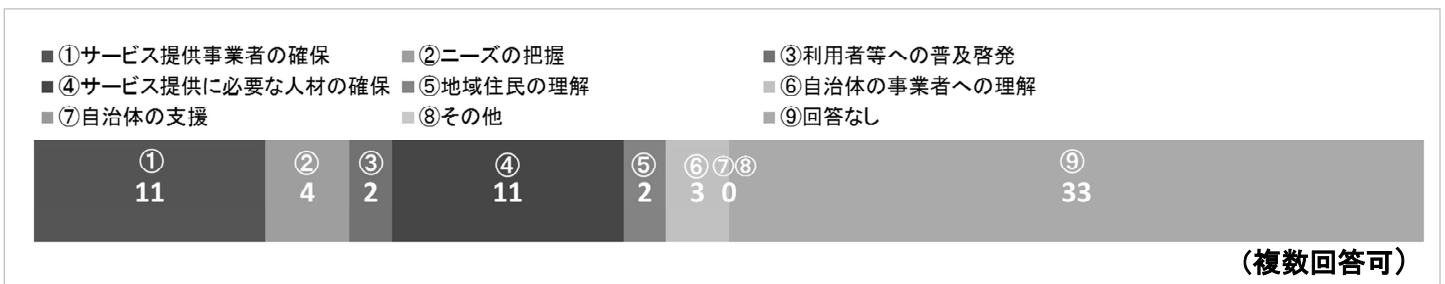 ■①サービス提供事業者の確保 ■②ニーズの把握 ■③利用者等への普及啓発
■④サービス提供に必要な人材の確保 ■⑤地域住民の理解 ■⑥自治体の事業者への理解
■⑦自治体の支援 ■⑧その他 ■⑨回答なし
① ② ③ ④ ⑤ ⑥⑦⑧ ⑨
11 4 2 11 2 3 0 33
（複数回答可）